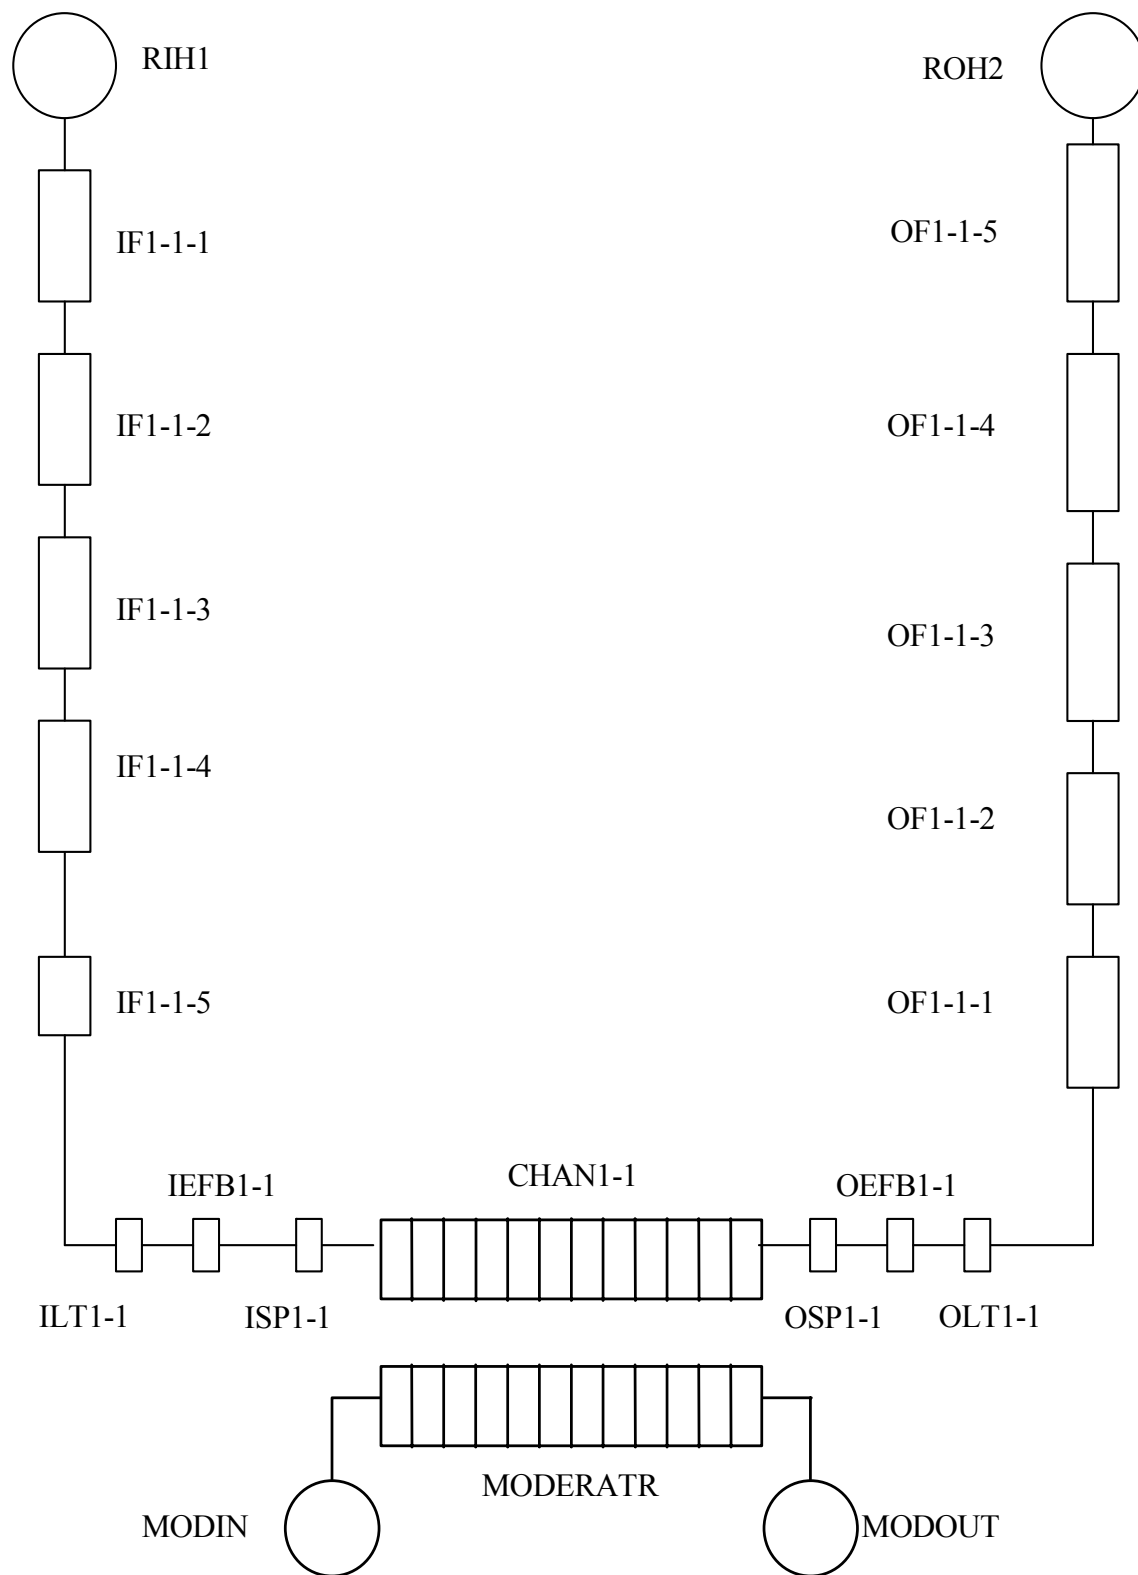 RIH1
ROH2
IF1-1-1
OF1-1-5
IF1-1-2
OF1-1-4
IF1-1-3
OF1-1-3
IF1-1-4
OF1-1-2
IF1-1-5
OF1-1-1
IEFB1-1
CHAN1-1
OEFB1-1
ILT1-1
ISP1-1
OSP1-1
OLT1-1
MODERATR
MODIN
MODOUT